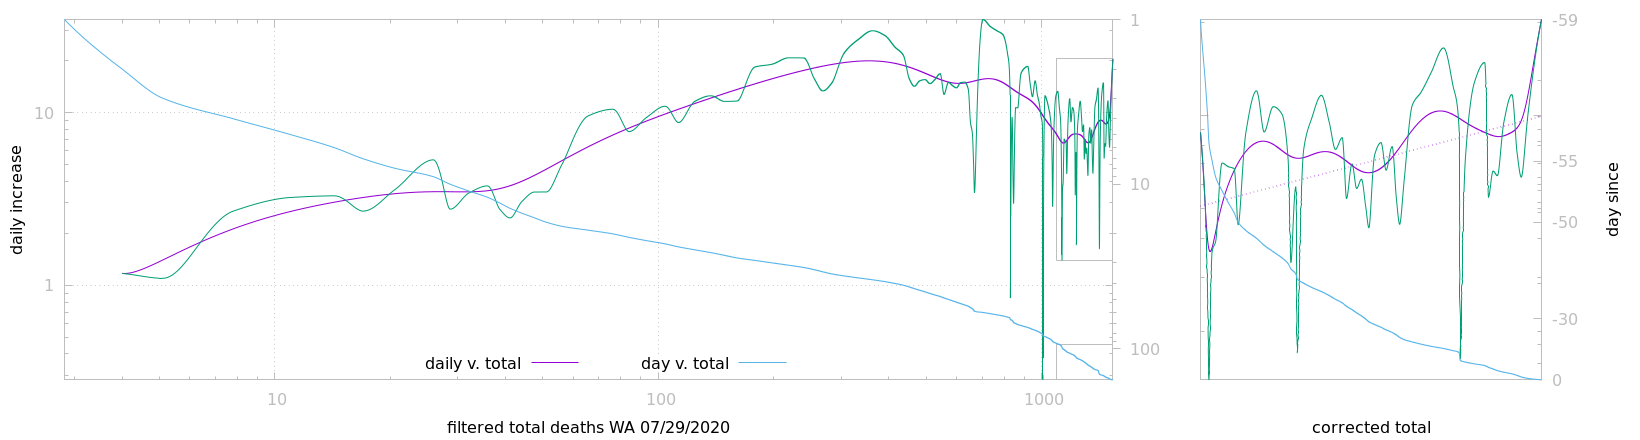 daily increase
10
1
daily v. total
day v. total
10
100
1000
filtered total deaths WA 07/29/2020
1
10
100
-59
-55
-50
-30
0
day since
corrected total